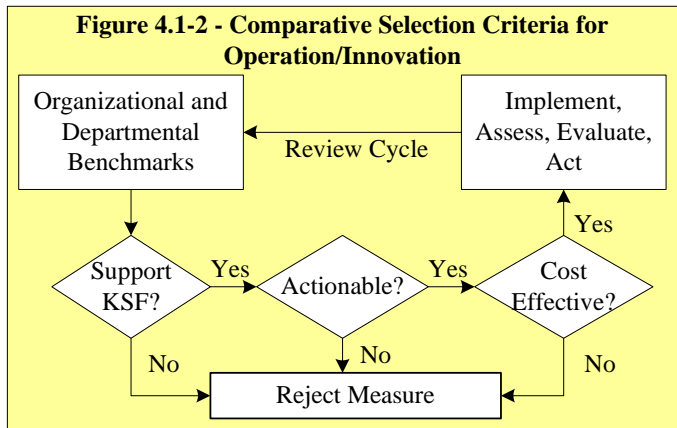 Figure 4.1-2 - Comparative Selection Criteria for
Operation/Innovation
Organizational and
Departmental
Benchmarks
Review Cycle
Implement,
Assess, Evaluate,
Act
Yes
Support
KSF?
Yes
Actionable?
Yes
Cost
Effective?
No
No
No
Reject Measure